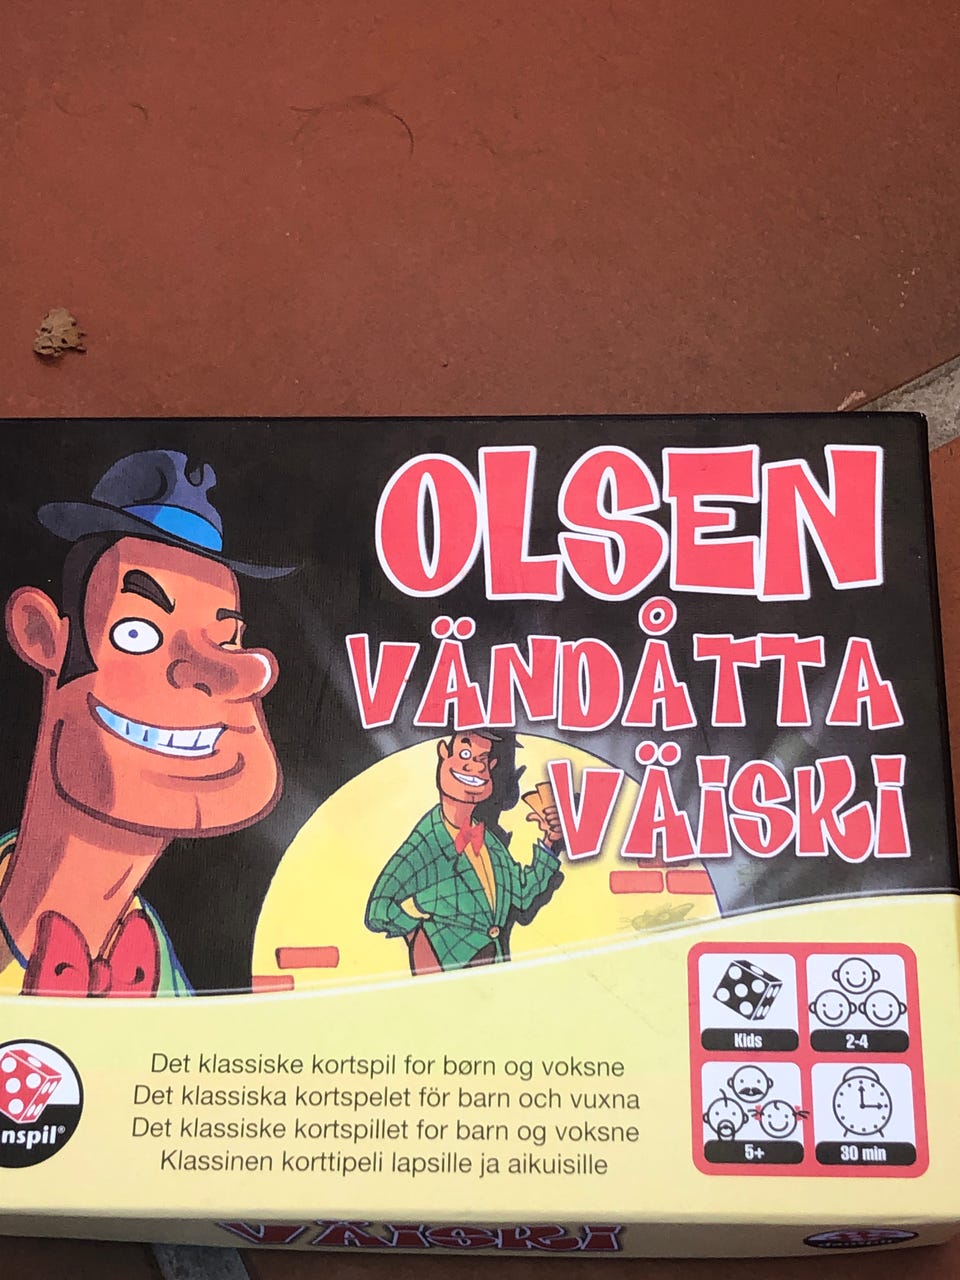 OLSEN
VÄNDÅTTA
VÄISKI
Det klassiske kortspil for børn og voksne
Det klassiska kortspelet för barn och vuxna
Det klassiske kortspillet for barn og voksne
Klassinen korttipeli lapsille ja aikuisille
nspil®
Kids
2-4
5+
30 min
VÄISKI